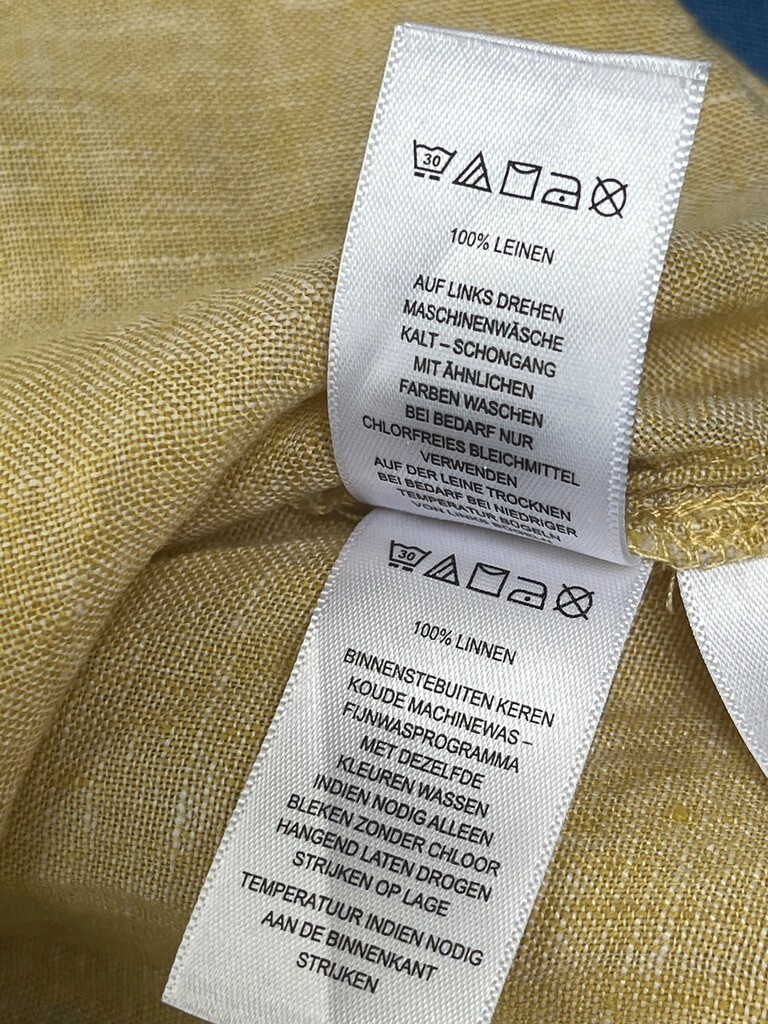 30
100% LEINEN
AUF LINKS DREHEN
MASCHINENWÄSCHE
KALT – SCHONGANG
MIT ÄHNLICHEN
FARBEN WASCHEN
BEI BEDARF NUR
CHLORFREIES BLEICHMITTEL
VERWENDEN
AUF DER LEINE TROCKNEN
BEI BEDARF BEI NIEDRIGER
TEMPERATUR BÜGELN
VON LINKS BÜGELN
30
100% LINNEN
BINNENSTEBUITEN KEREN
KOUDE MACHINEWAS –
FIJNWASPROGRAMMA
MET DEZELFDE
KLEUREN WASSEN
INDIEN NODIG ALLEEN
BLEKEN ZONDER CHLOOR
HANGEND LATEN DROGEN
STRIJKEN OP LAGE
TEMPERATUUR INDIEN NODIG
AAN DE BINNENKANT
STRIJKEN